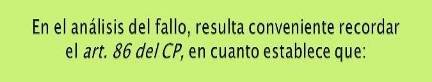 En el análisis del fallo, resulta conveniente recordar
el art. 86 del CP, en cuanto establece que: